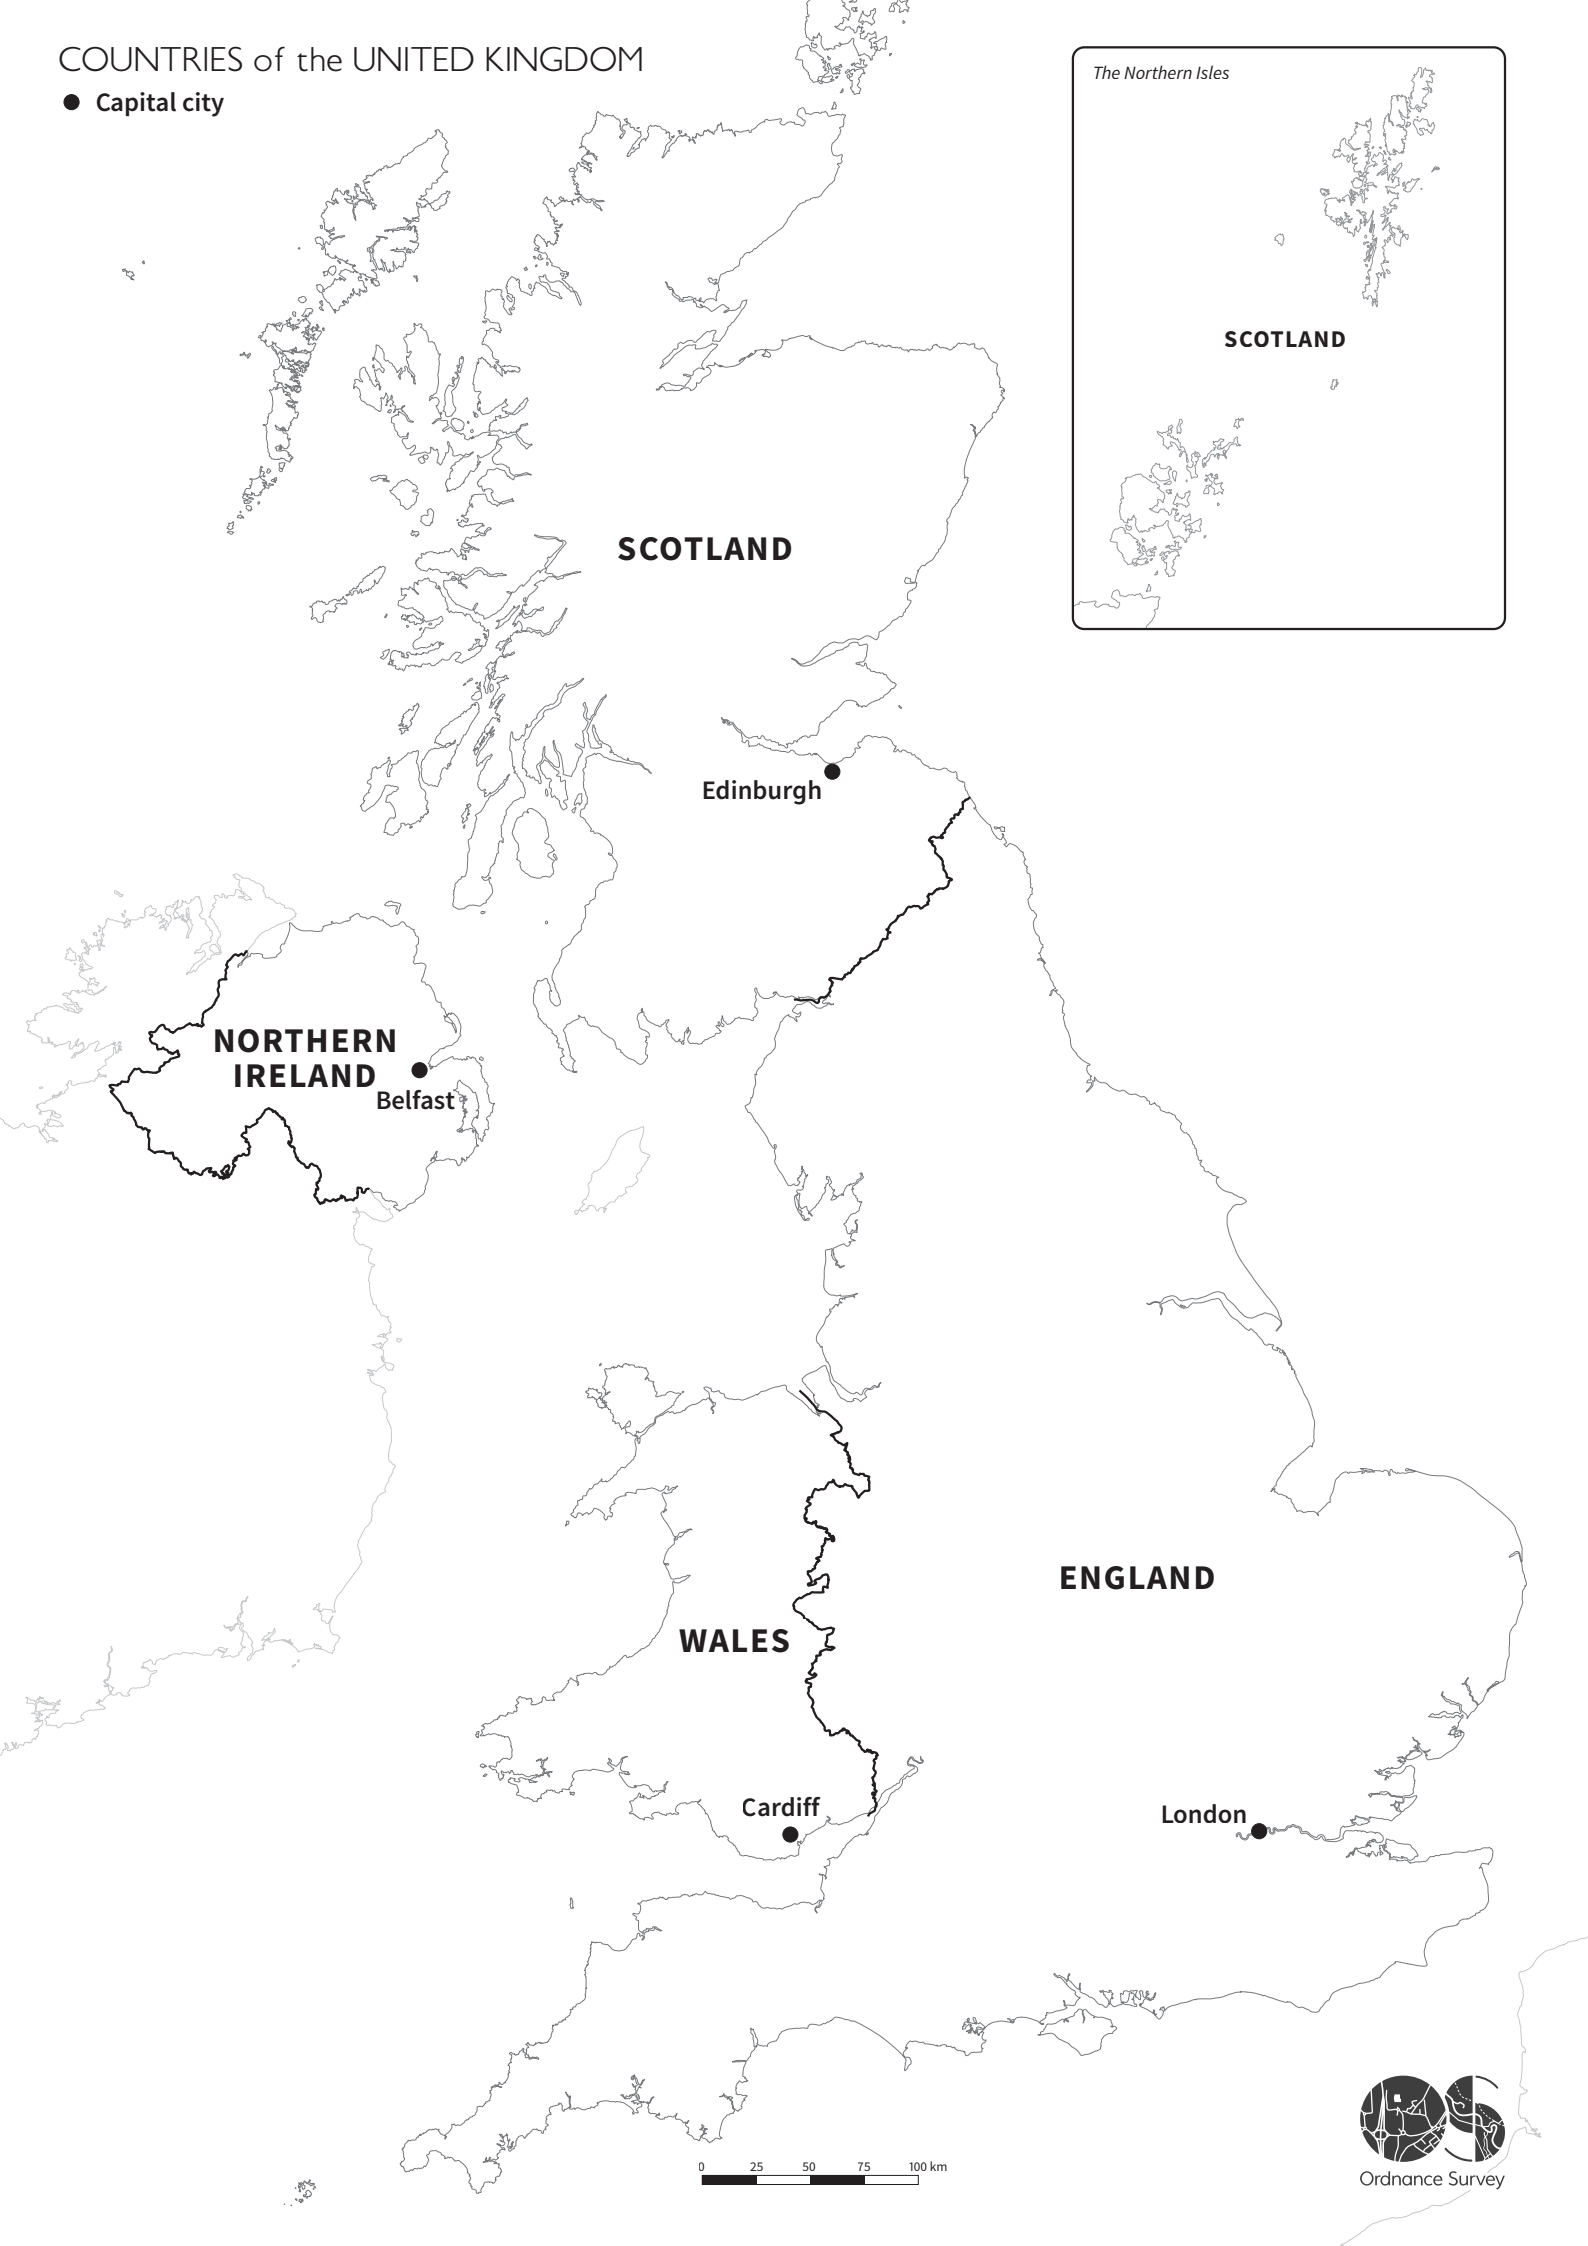 COUNTRIES of the UNITED KINGDOM
Capital city
The Northern Isles
SCOTLAND
SCOTLAND
Edinburgh
NORTHERN
IRELAND
Belfast
ENGLAND
WALES
Cardiff
London
0 25 50 75 100 km
OS
Ordnance Survey